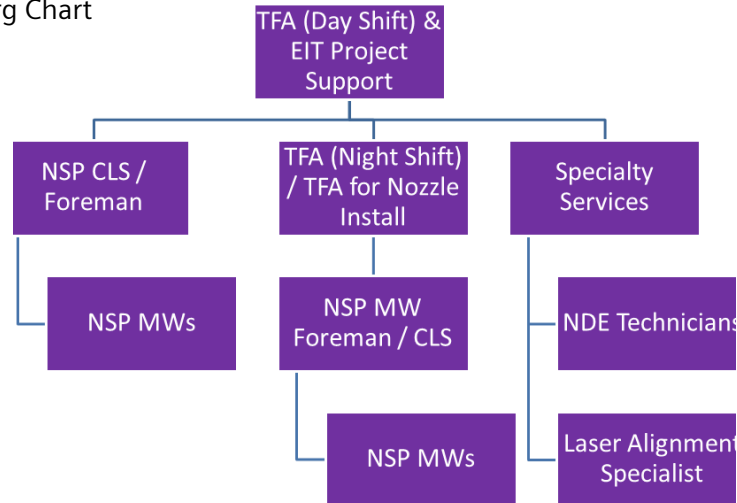 rg Chart
TFA (Day Shift) &
EIT Project
Support
NSP CLS /
Foreman
TFA (Night Shift)
/ TFA for Nozzle
Install
Specialty
Services
NSP MWs
NSP MW
Foreman / CLS
NDE Technicians
NSP MWs
Laser Alignment
Specialist